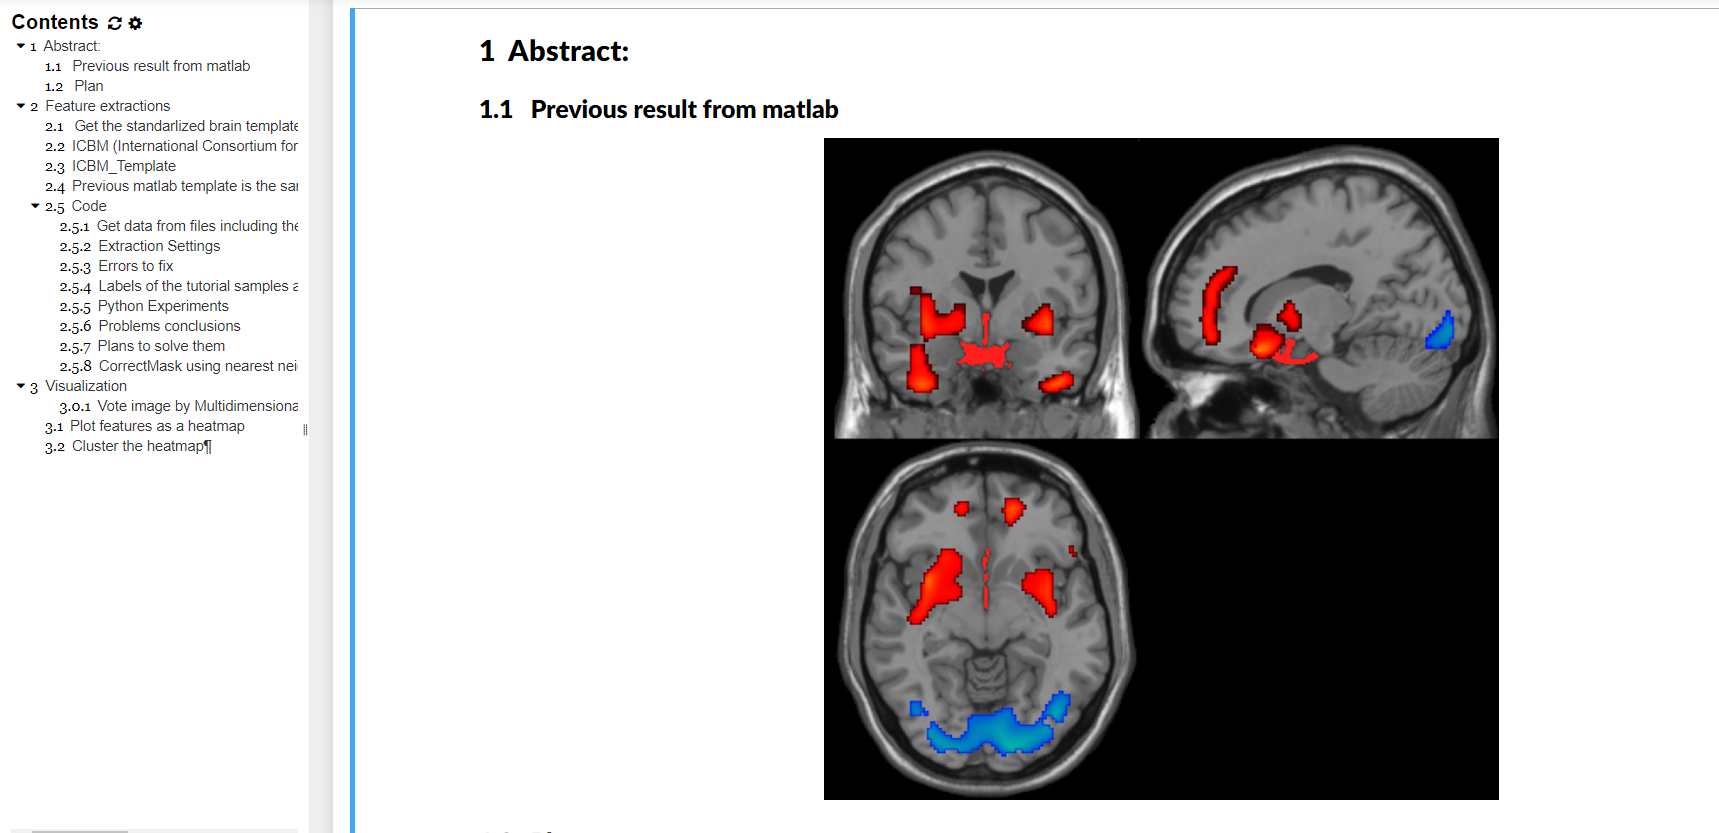 Contents
1 Abstract:
1.1 Previous result from matlab
1.2 Plan
2 Feature extractions
2.1 Get the standarlized brain template
2.2 ICBM (International Consortium for
2.3 ICBM_Template
2.4 Previous matlab template is the sa
2.5 Code
2.5.1 Get data from files including the
2.5.2 Extraction Settings
2.5.3 Errors to fix
2.5.4 Labels of the tutorial samples a
2.5.5 Python Experiments
2.5.6 Problems conclusions
2.5.7 Plans to solve them
2.5.8 CorrectMask using nearest nei
3 Visualization
3.0.1 Vote image by Multidimensiona
3.1 Plot features as a heatmap
3.2 Cluster the heatmap¶
1 Abstract:
1.1 Previous result from matlab